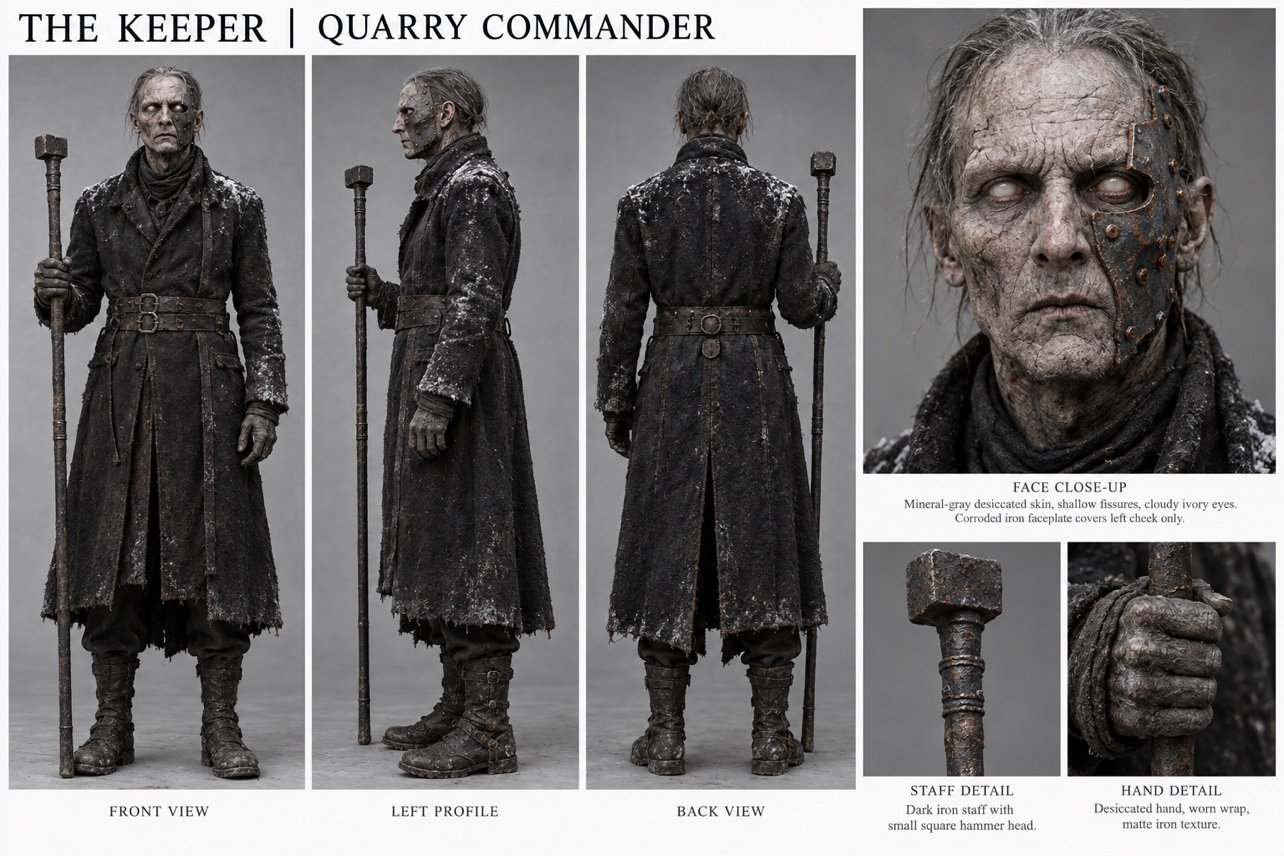 THE KEEPER | QUARRY COMMANDER
FRONT VIEW
LEFT PROFILE
BACK VIEW
FACE CLOSE-UP
Mineral-gray desiccated skin, shallow fissures, cloudy ivory eyes.
Corroded iron faceplate covers left cheek only.
STAFF DETAIL
Dark iron staff with
small square hammer head.
HAND DETAIL
Desiccated hand, worn wrap,
matte iron texture.